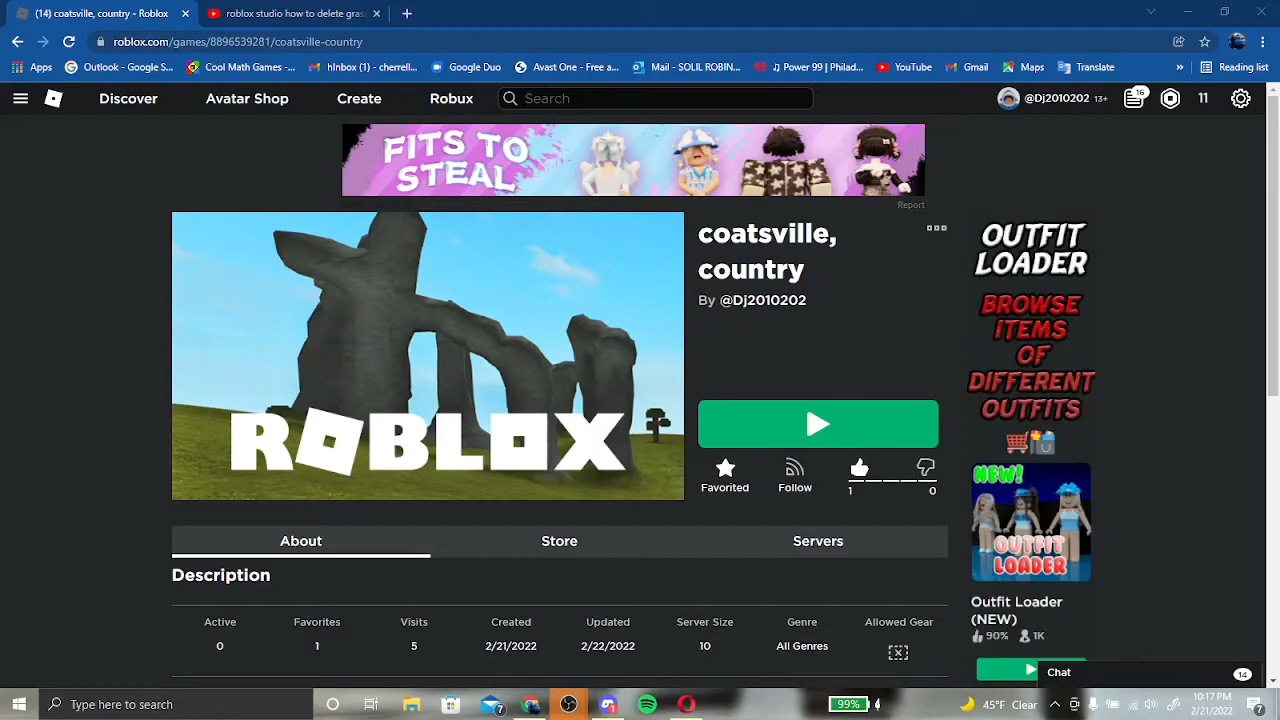 (14) coatsville, country - Roblox
roblox studio how to delete gras
roblox.com/games/8896539281/coatsville-country
Apps
Outlook - Google S...
Cool Math Games -...
hInbox (1) - cherrell...
Google Duo
Avast One - Free a...
Mail - SOLIL ROBIN...
♫ Power 99 | Philad...
YouTube
Gmail
Maps
Translate
»
Reading list
Discover
Avatar Shop
Create
Robux
Search
@Dj2010202 13+
16
11
FITS TO
STEAL
Report
coatsville,
country
By @Dj2010202
ROBLOX
Favorited
Follow
1
0
OUTFIT
LOADER
BROWSE
ITEMS
OF
DIFFERENT
OUTFITS
NEW!
OUTFIT
LOADER
Outfit Loader
(NEW)
90% 1K
About
Store
Servers
Description
Active
Favorites
Visits
Created
Updated
Server Size
Genre
Allowed Gear
0
1
5
2/21/2022
2/22/2022
10
All Genres
Chat
14
Type here to search
7
1
99%
45°F Clear
10:17 PM
2/21/2022
7